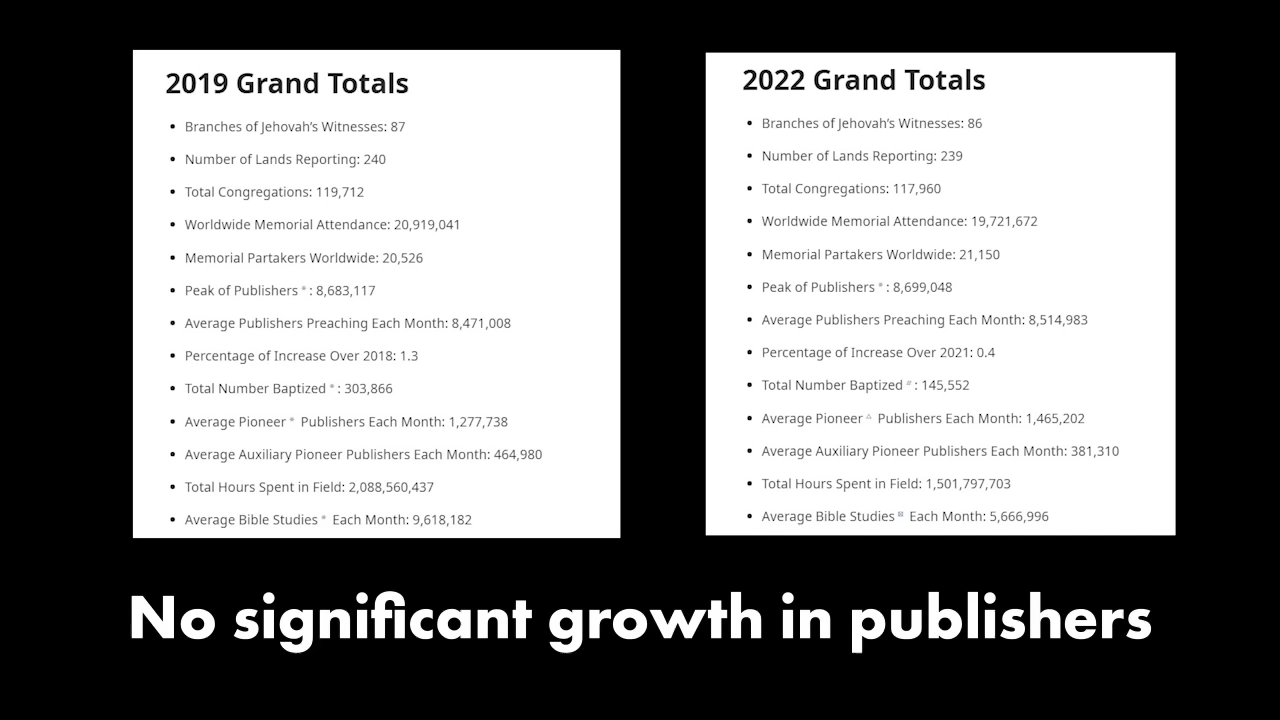 2019 Grand Totals
• Branches of Jehovah’s Witnesses: 87
• Number of Lands Reporting: 240
• Total Congregations: 119,712
• Worldwide Memorial Attendance: 20,919,041
• Memorial Partakers Worldwide: 20,526
• Peak of Publishers * : 8,683,117
• Average Publishers Preaching Each Month: 8,471,008
• Percentage of Increase Over 2018: 1.3
• Total Number Baptized * : 303,866
• Average Pioneer * Publishers Each Month: 1,277,738
• Average Auxiliary Pioneer Publishers Each Month: 464,980
• Total Hours Spent in Field: 2,088,560,437
• Average Bible Studies * Each Month: 9,618,182
2022 Grand Totals
• Branches of Jehovah’s Witnesses: 86
• Number of Lands Reporting: 239
• Total Congregations: 117,960
• Worldwide Memorial Attendance: 19,721,672
• Memorial Partakers Worldwide: 21,150
• Peak of Publishers * : 8,699,048
• Average Publishers Preaching Each Month: 8,514,983
• Percentage of Increase Over 2021: 0.4
• Total Number Baptized # : 145,552
• Average Pioneer △ Publishers Each Month: 1,465,202
• Average Auxiliary Pioneer Publishers Each Month: 381,310
• Total Hours Spent in Field: 1,501,797,703
• Average Bible Studies ⊠ Each Month: 5,666,996
No significant growth in publishers